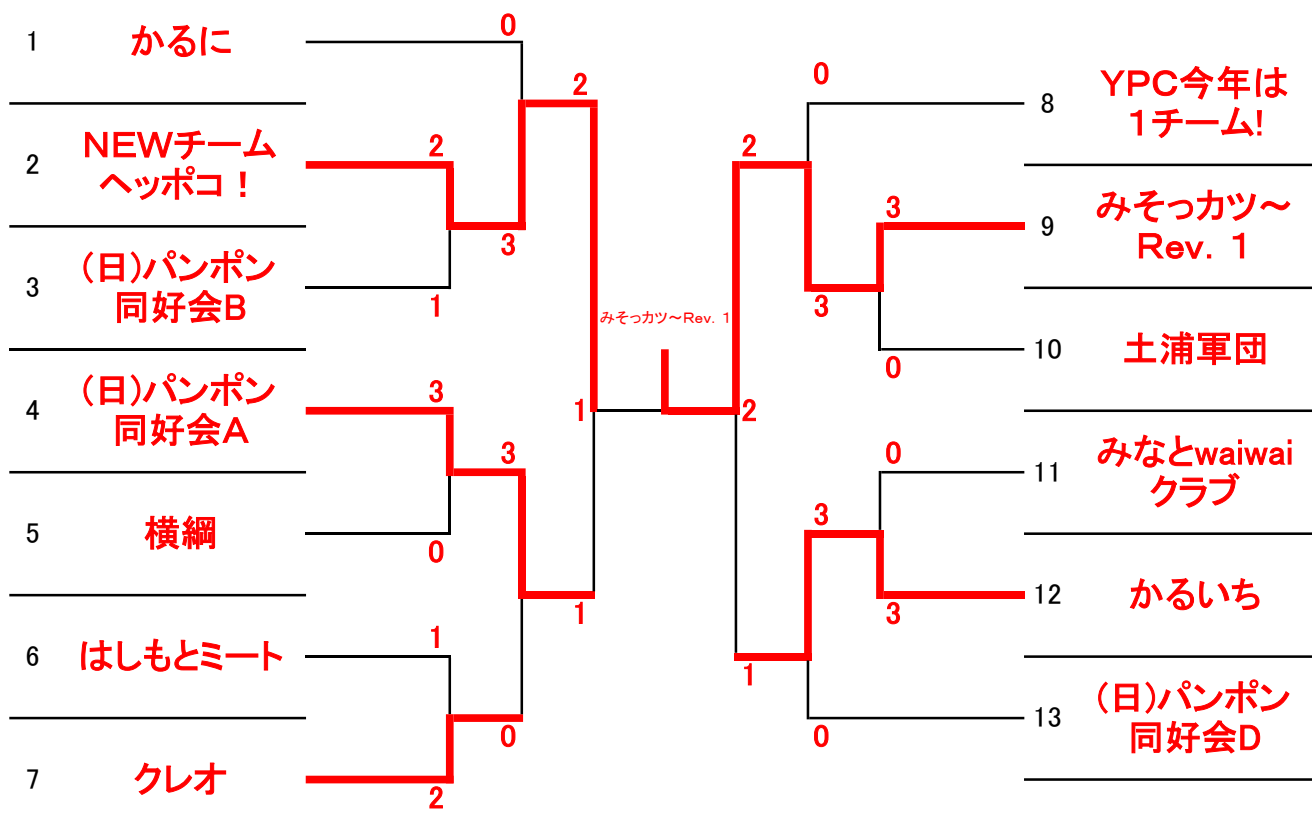 1 かるに
2 NEWチーム
ヘッポコ！
3 (日)パンポン
同好会B
4 (日)パンポン
同好会A
5 横綱
6 はしもとミート
7 クレオ
0
2
1
3
2
3
0
3
1
2
0
1
1
みそっカツ～Rev. 1
2
0
2
3
3
0
0
3
3
1
0
8 YPC今年は
1チーム!
9 みそっカツ～
Rev. 1
10 土浦軍団
11 みなとwaiwai
クラブ
12 かるいち
13 (日)パンポン
同好会D